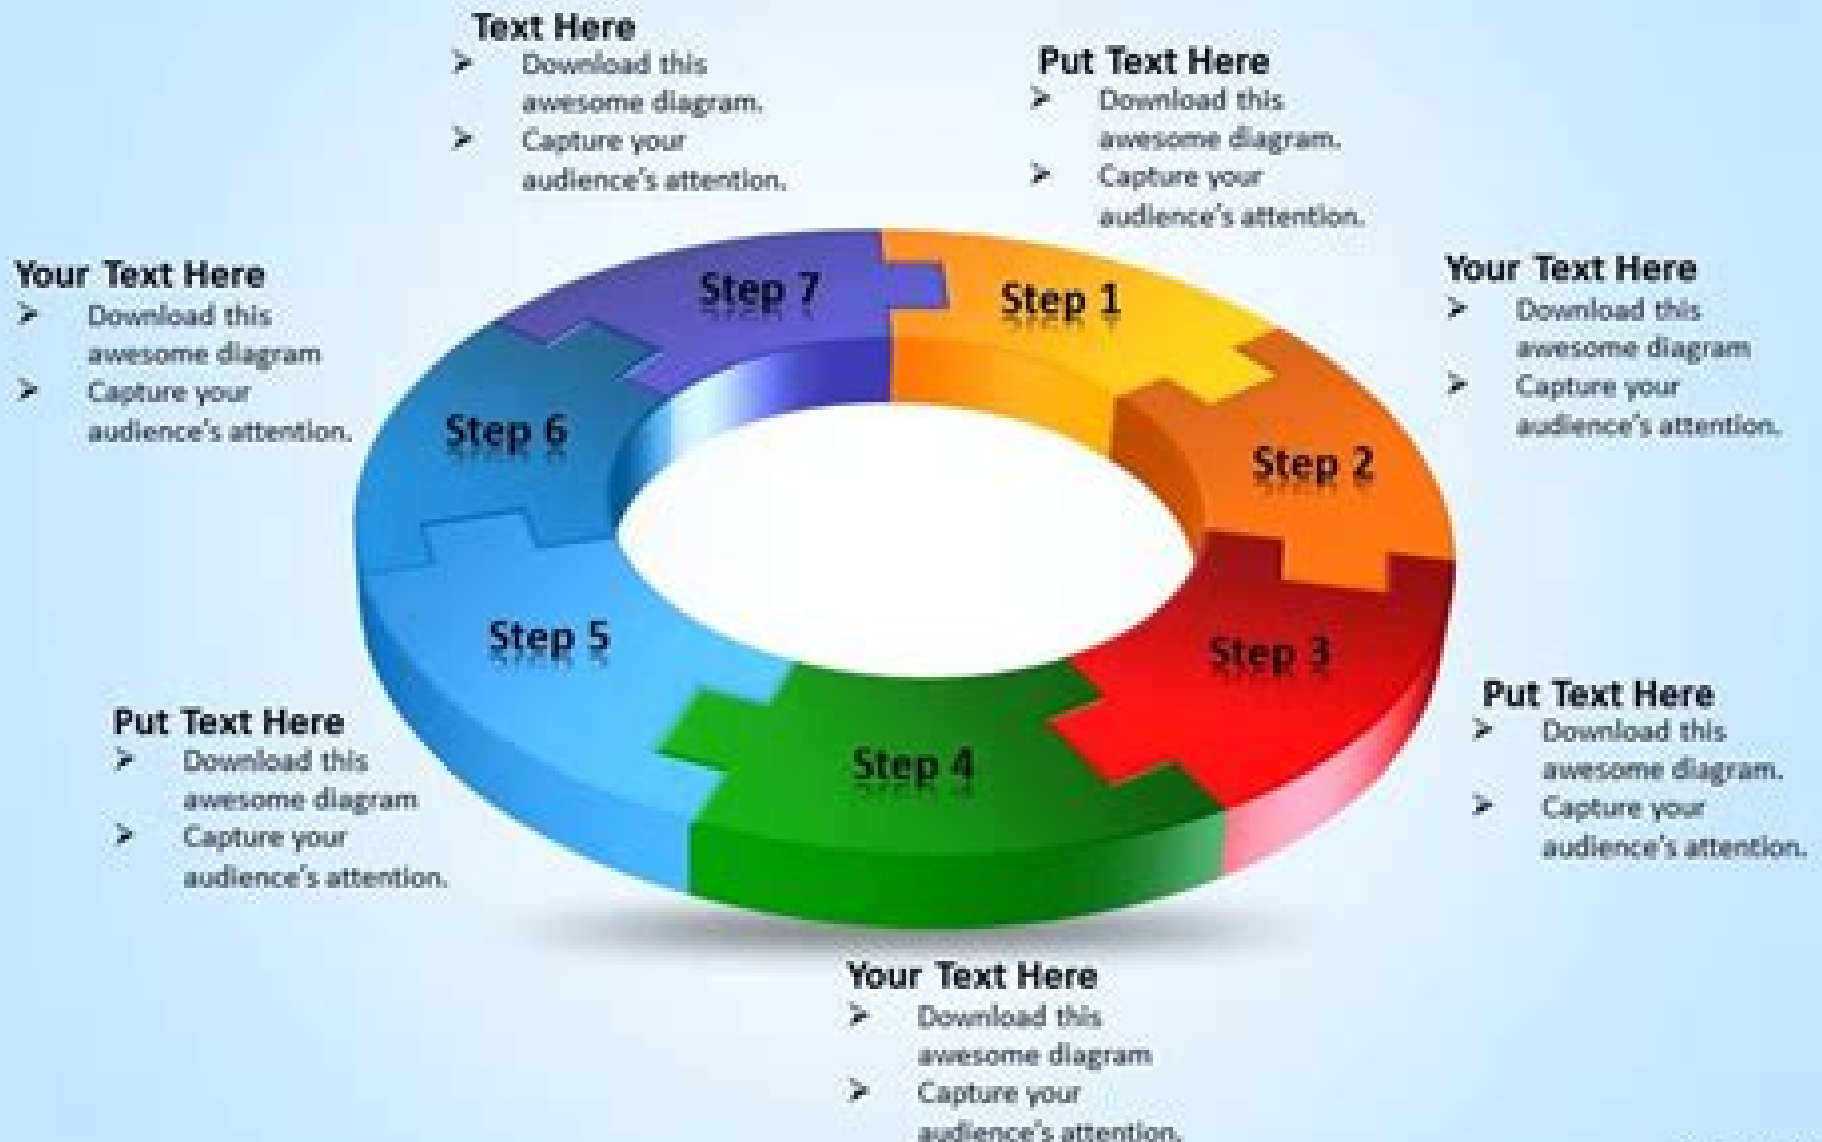 Text Here
➢ Download this
awesome diagram.
➢ Capture your
audience's attention.
Put Text Here
➢ Download this
awesome diagram.
➢ Capture your
audience's attention.
Your Text Here
➢ Download this
awesome diagram
➢ Capture your
audience's attention.
Your Text Here
➢ Download this
awesome diagram
➢ Capture your
audience's attention.
Step 7
Step 1
Step 6
Step 2
Step 5
Step 3
Step 4
Put Text Here
➢ Download this
awesome diagram
➢ Capture your
audience's attention.
Put Text Here
➢ Download this
awesome diagram.
➢ Capture your
audience's attention.
Your Text Here
➢ Download this
awesome diagram
➢ Capture your
audience's attention.